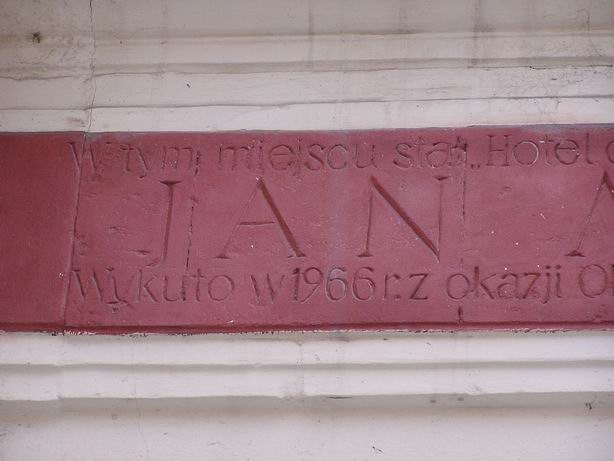 W tym miejscu stał „Hotel
JAN
Wykuto w 1966 r. z okazji